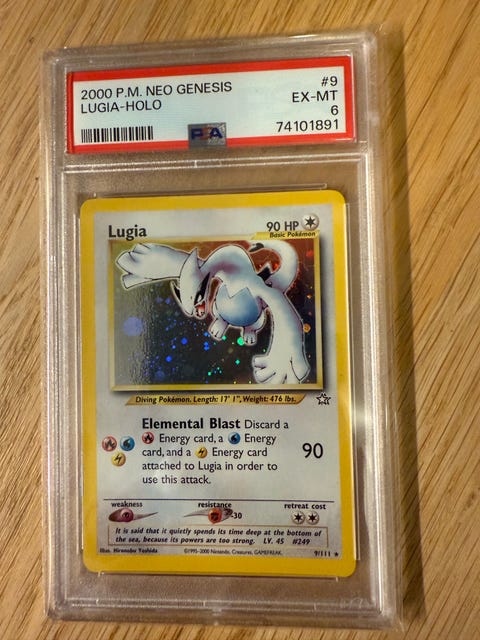 2000 P.M. NEO GENESIS #9
LUGIA-HOLO EX-MT
6
PSA 74101891
Lugia 90 HP
Basic Pokémon
Diving Pokémon. Length: 17' 1", Weight: 476 lbs.
Elemental Blast Discard a
Energy card, a Energy
card, and a Energy card
attached to Lugia in order to
use this attack.
90
weakness resistance retreat cost
-30
It is said that it quietly spends its time deep at the bottom of
the sea, because its powers are too strong. LV. 45 #249
Illus. Hironobu Yoshida ©1995-2000 Nintendo, Creatures, GAMEFREAK. 9/111 ★